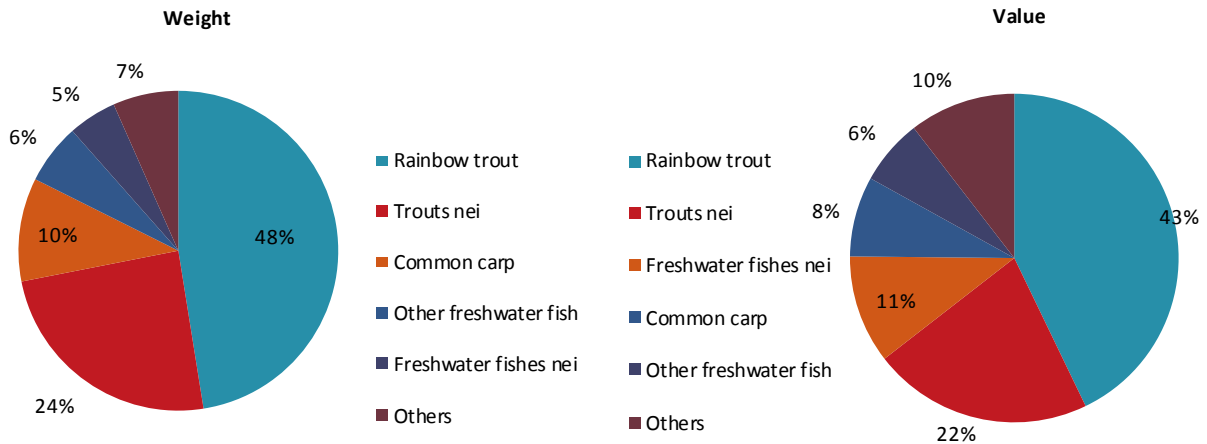 Weight
7%
5%
6%
10%
48%
24%
Rainbow trout
Trouts nei
Common carp
Other freshwater fish
Freshwater fishes nei
Others
Value
10%
6%
8%
11%
43%
22%
Rainbow trout
Trouts nei
Freshwater fishes nei
Common carp
Other freshwater fish
Others